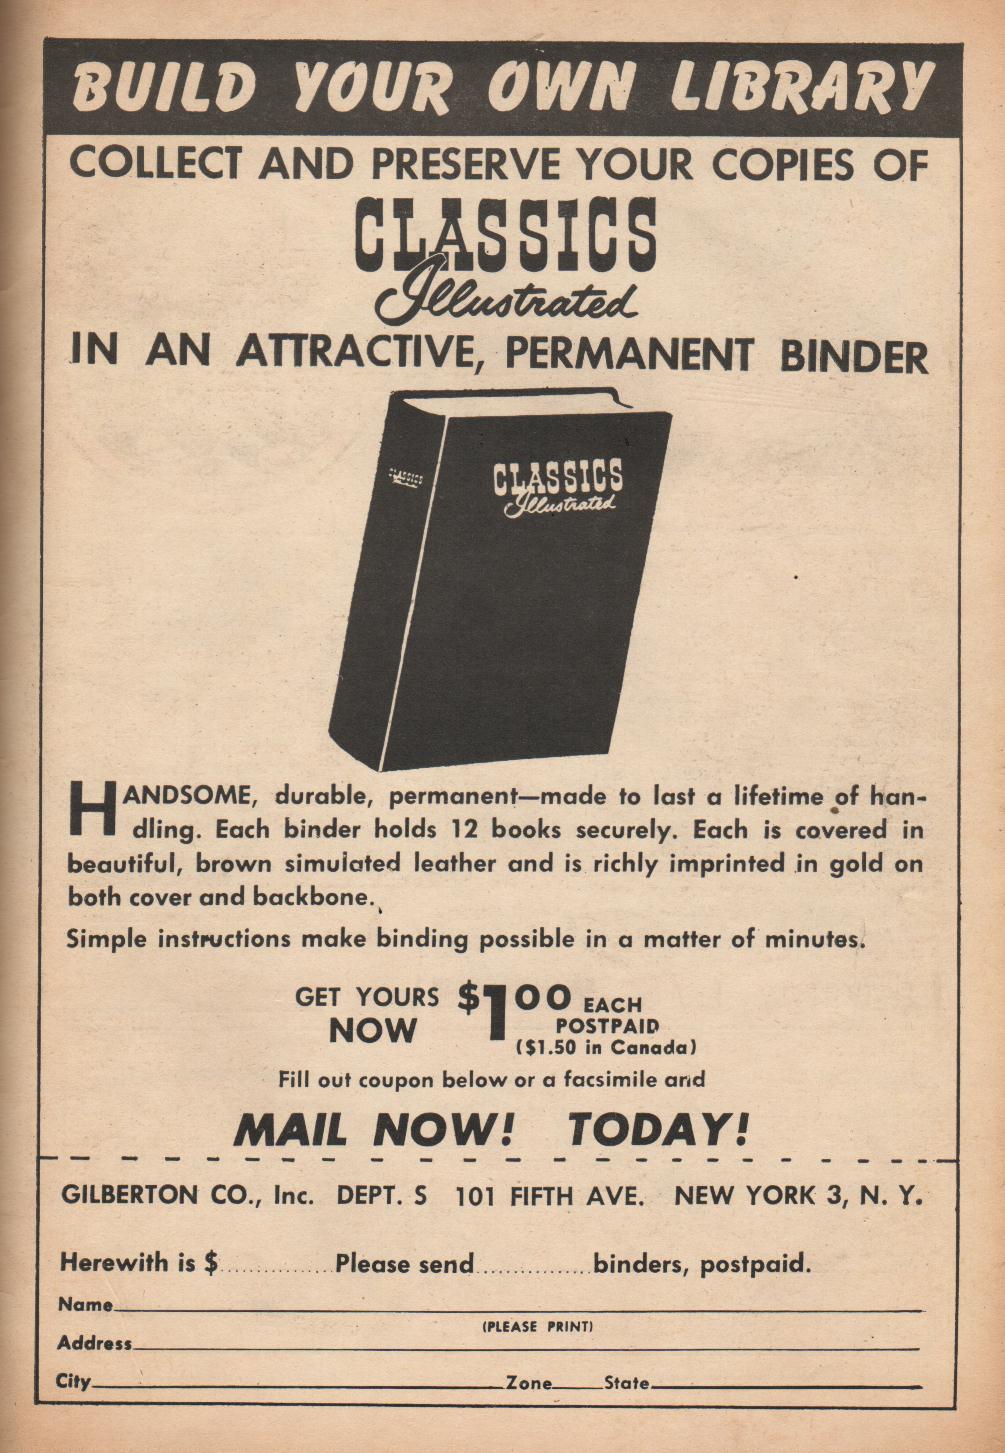 BUILD YOUR OWN LIBRARY
COLLECT AND PRESERVE YOUR COPIES OF
CLASSICS
Illustrated
IN AN ATTRACTIVE, PERMANENT BINDER
CLASSICS
CLASSICS
Illustrated
HANDSOME, durable, permanent—made to last a lifetime of han-
dling. Each binder holds 12 books securely. Each is covered in
beautiful, brown simulated leather and is richly imprinted in gold on
both cover and backbone.
Simple instructions make binding possible in a matter of minutes.
GET YOURS NOW $1.00 EACH
POSTPAID
($1.50 in Canada)
Fill out coupon below or a facsimile and
MAIL NOW! TODAY!
GILBERTON CO., Inc. DEPT. S 101 FIFTH AVE. NEW YORK 3, N. Y.
Herewith is $.............Please send.............binders, postpaid.
Name
(PLEASE PRINT)
Address
City Zone State